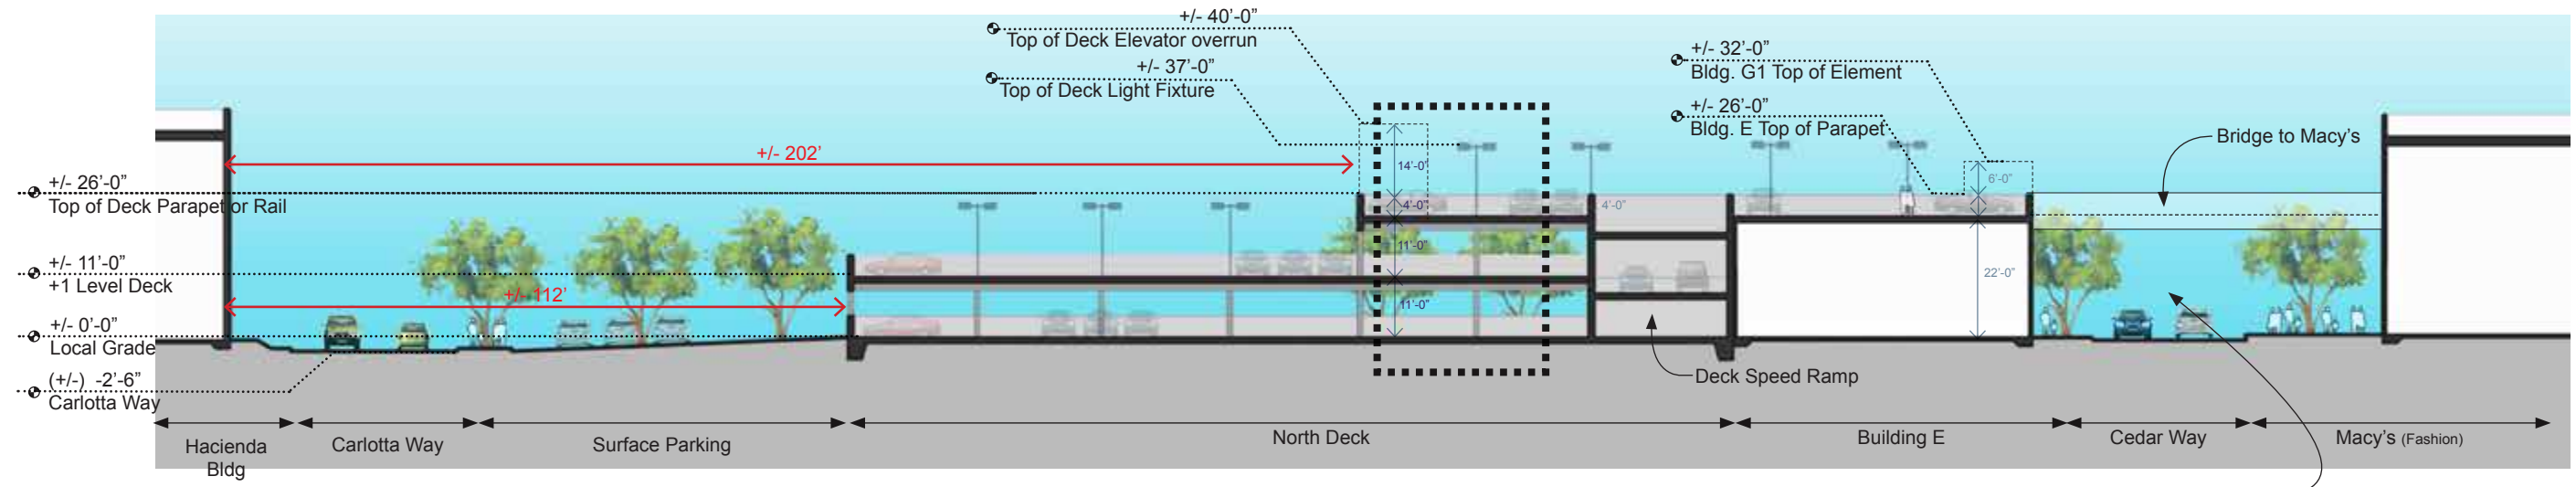 +/- 40'-0”
Top of Deck Elevator overrun
+/- 37'-0”
Top of Deck Light Fixture
+/- 32'-0”
Bldg. G1 Top of Element
+/- 26'-0”
Bldg. E Top of Parapet
Bridge to Macy's
+/- 202'
14'-0"
6'-0”
+/- 26'-0”
Top of Deck Parapet or Rail
4'-0"
4'-0”
11'-0"
+/- 11'-0”
+1 Level Deck
22'-0”
+/- 112'
11'-0"
+/- 0'-0”
Local Grade
(+/-) -2'-6”
Carlotta Way
Deck Speed Ramp
Hacienda
Bldg
Carlotta Way
Surface Parking
North Deck
Building E
Cedar Way
Macy's (Fashion)